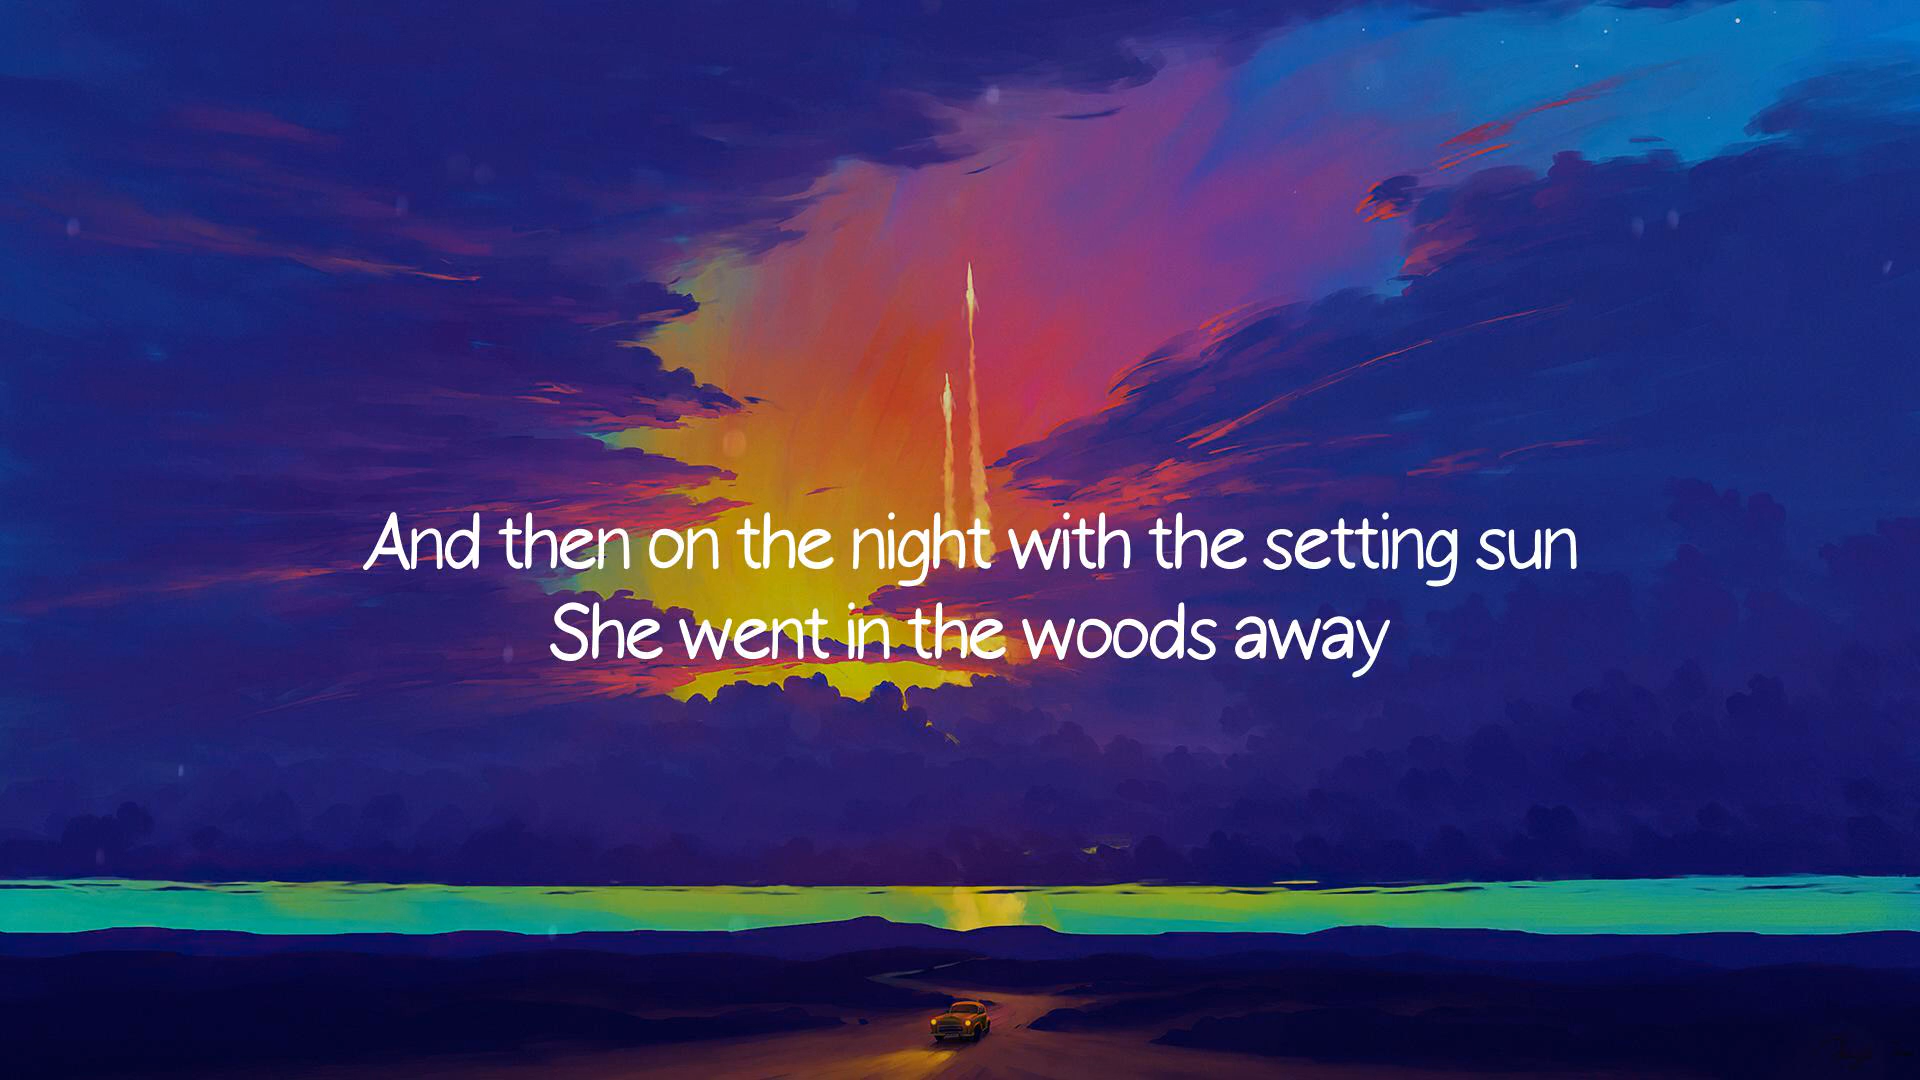 And then on the night with the setting sun
She went in the woods away